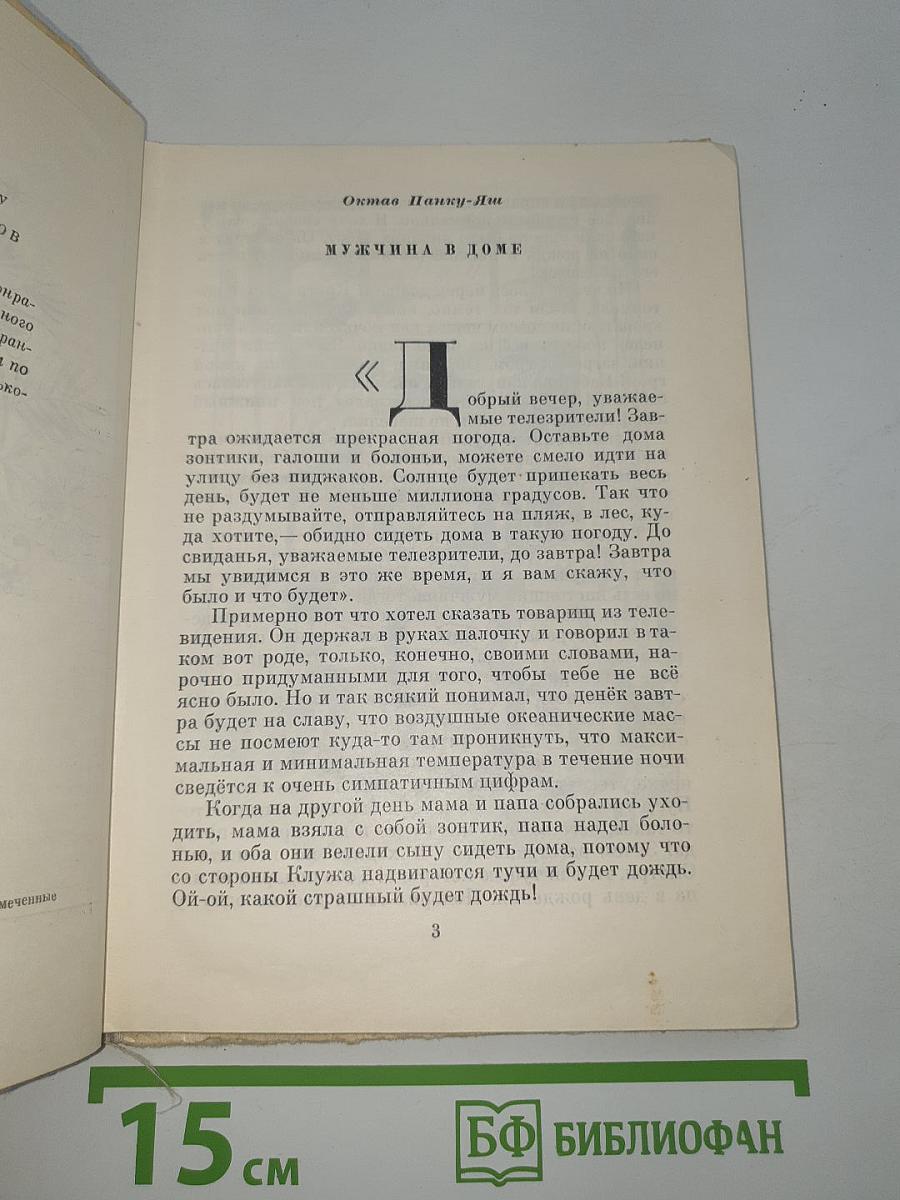 Октав Панку-Яш
МУЖЧИНА В ДОМЕ
«Добрый вечер, уважае-
мые телезрители! Зав-
тра ожидается прекрасная погода. Оставьте дома
зонтики, галоши и болоньи, можете смело идти на
улицу без пиджаков. Солнце будет припекать весь
день, будет не меньше миллиона градусов. Так что
не раздумывайте, отправляйтесь на пляж, в лес, ку-
да хотите,— обидно сидеть дома в такую погоду. До
свиданья, уважаемые телезрители, до завтра! Завтра
мы увидимся в это же время, и я вам скажу, что
было и что будет».
Примерно вот что хотел сказать товарищ из теле-
видения. Он держал в руках палочку и говорил в та-
ком вот роде, только, конечно, своими словами, на-
рочно придуманными для того, чтобы тебе не всё
ясно было. Но и так всякий понимал, что денёк завт-
ра будет на славу, что воздушные океанические мас-
сы не посмеют куда-то там проникнуть, что макси-
мальная и минимальная температура в течение ночи
сведётся к очень симпатичным цифрам.
Когда на другой день мама и папа собрались ухо-
дить, мама взяла с собой зонтик, папа надел боло-
нью, и оба они велели сыну сидеть дома, потому что
со стороны Клужа надвигаются тучи и будет дождь.
Ой-ой, какой страшный будет дождь!
3
ного
по
меченные
15 см
БФ БИБЛИОФАН